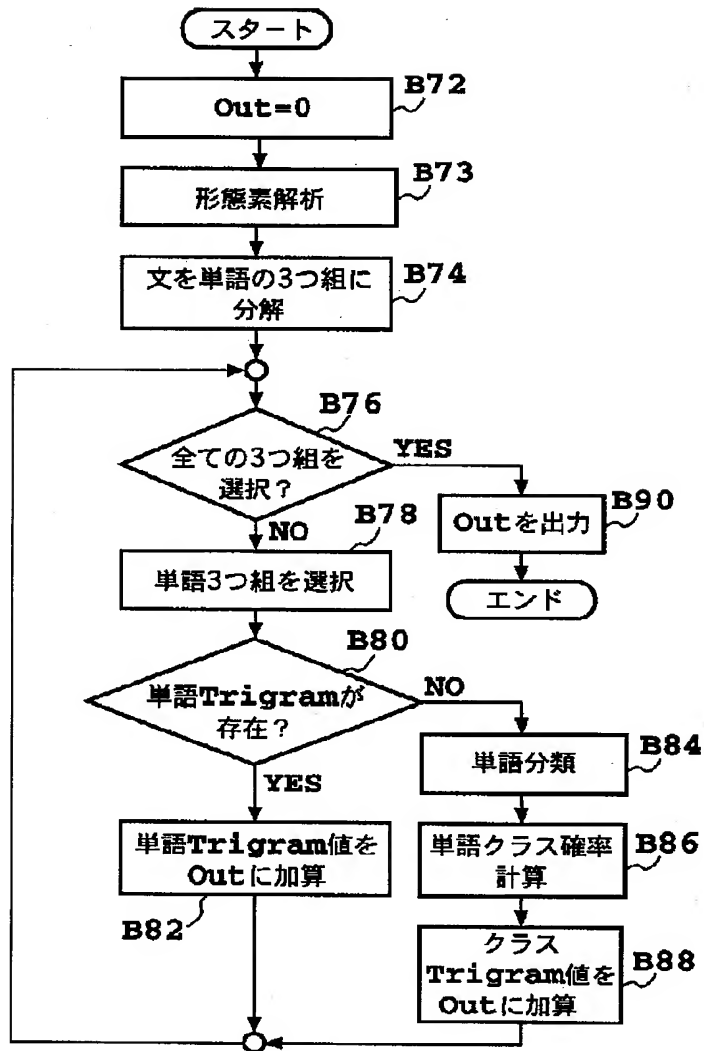 スタート
B72
Out=0
B73
形態素解析
文を単語の3つ組に
分解
B74
B76
全ての3つ組を
選択？
YES
NO
B78
B90
Outを出力
エンド
単語3つ組を選択
B80
単語Trigramが
存在？
NO
YES
単語分類
B84
単語Trigram値を
Outに加算
B82
単語クラス確率
計算
B86
クラス
Trigram値を
Outに加算
B88